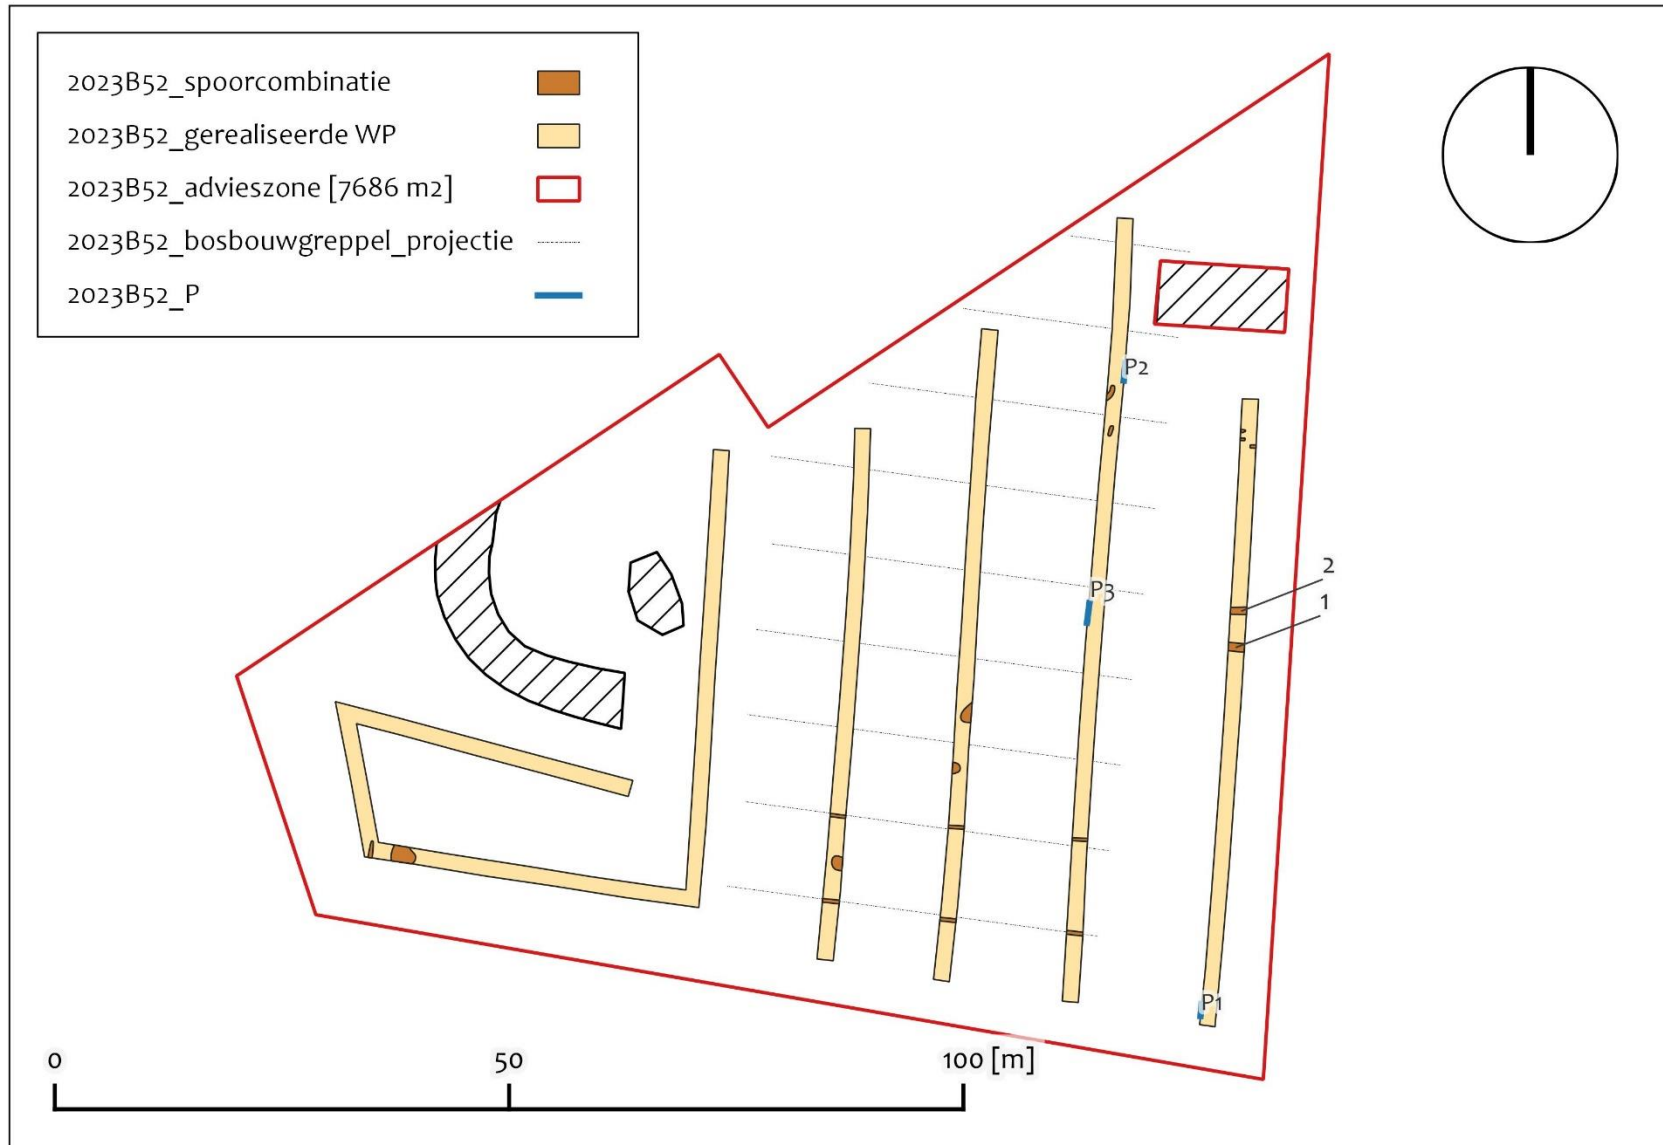 2023B52_spoorcombinatie
2023B52_gerealiseerde WP
2023B52_advieszone [7686 m2]
2023B52_bosbouwgreppel_projectie
2023B52_P
P2
P3
2
1
P1
0 50 100 [m]